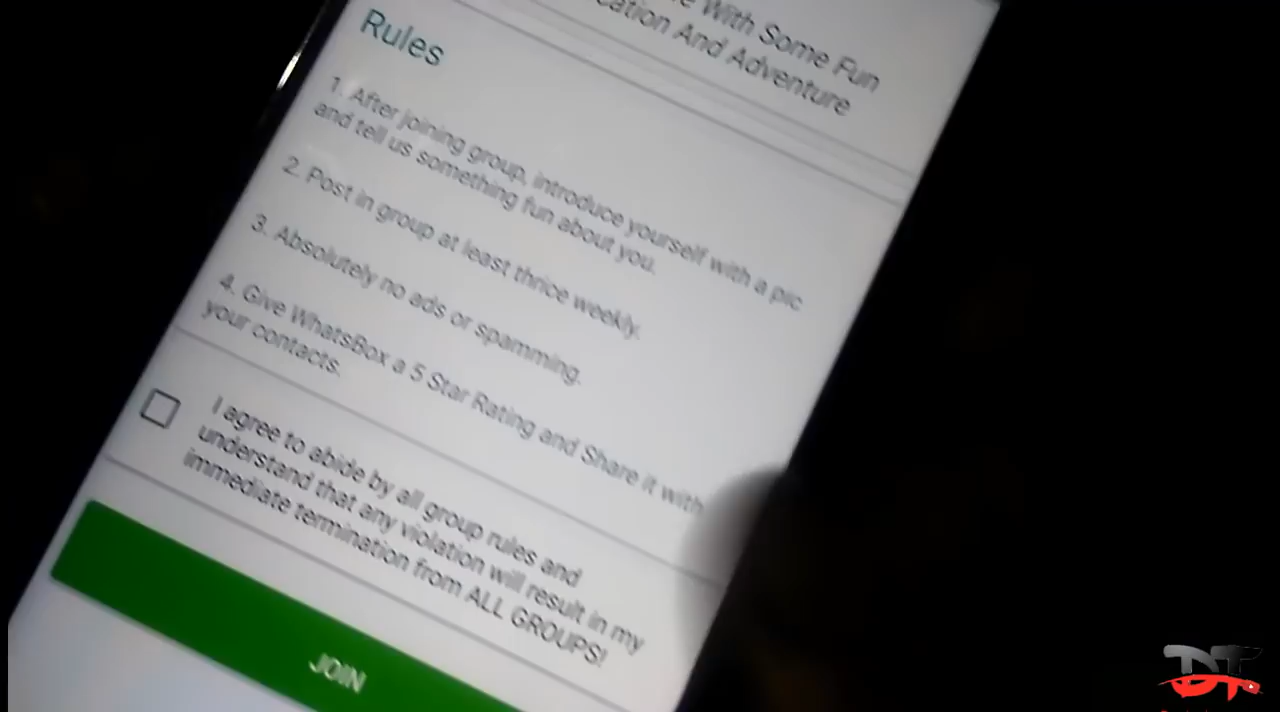 With Some Fun
cation And Adventure
Rules
1. After joining group, introduce yourself with a pic
and tell us something fun about you.
2. Post in group at least thrice weekly.
3. Absolutely no ads or spamming.
4. Give WhatsBox a 5 Star Rating and Share it with
your contacts.
I agree to abide by all group rules and
understand that any violation will result in my
immediate termination from ALL GROUPS!
JOIN
DT